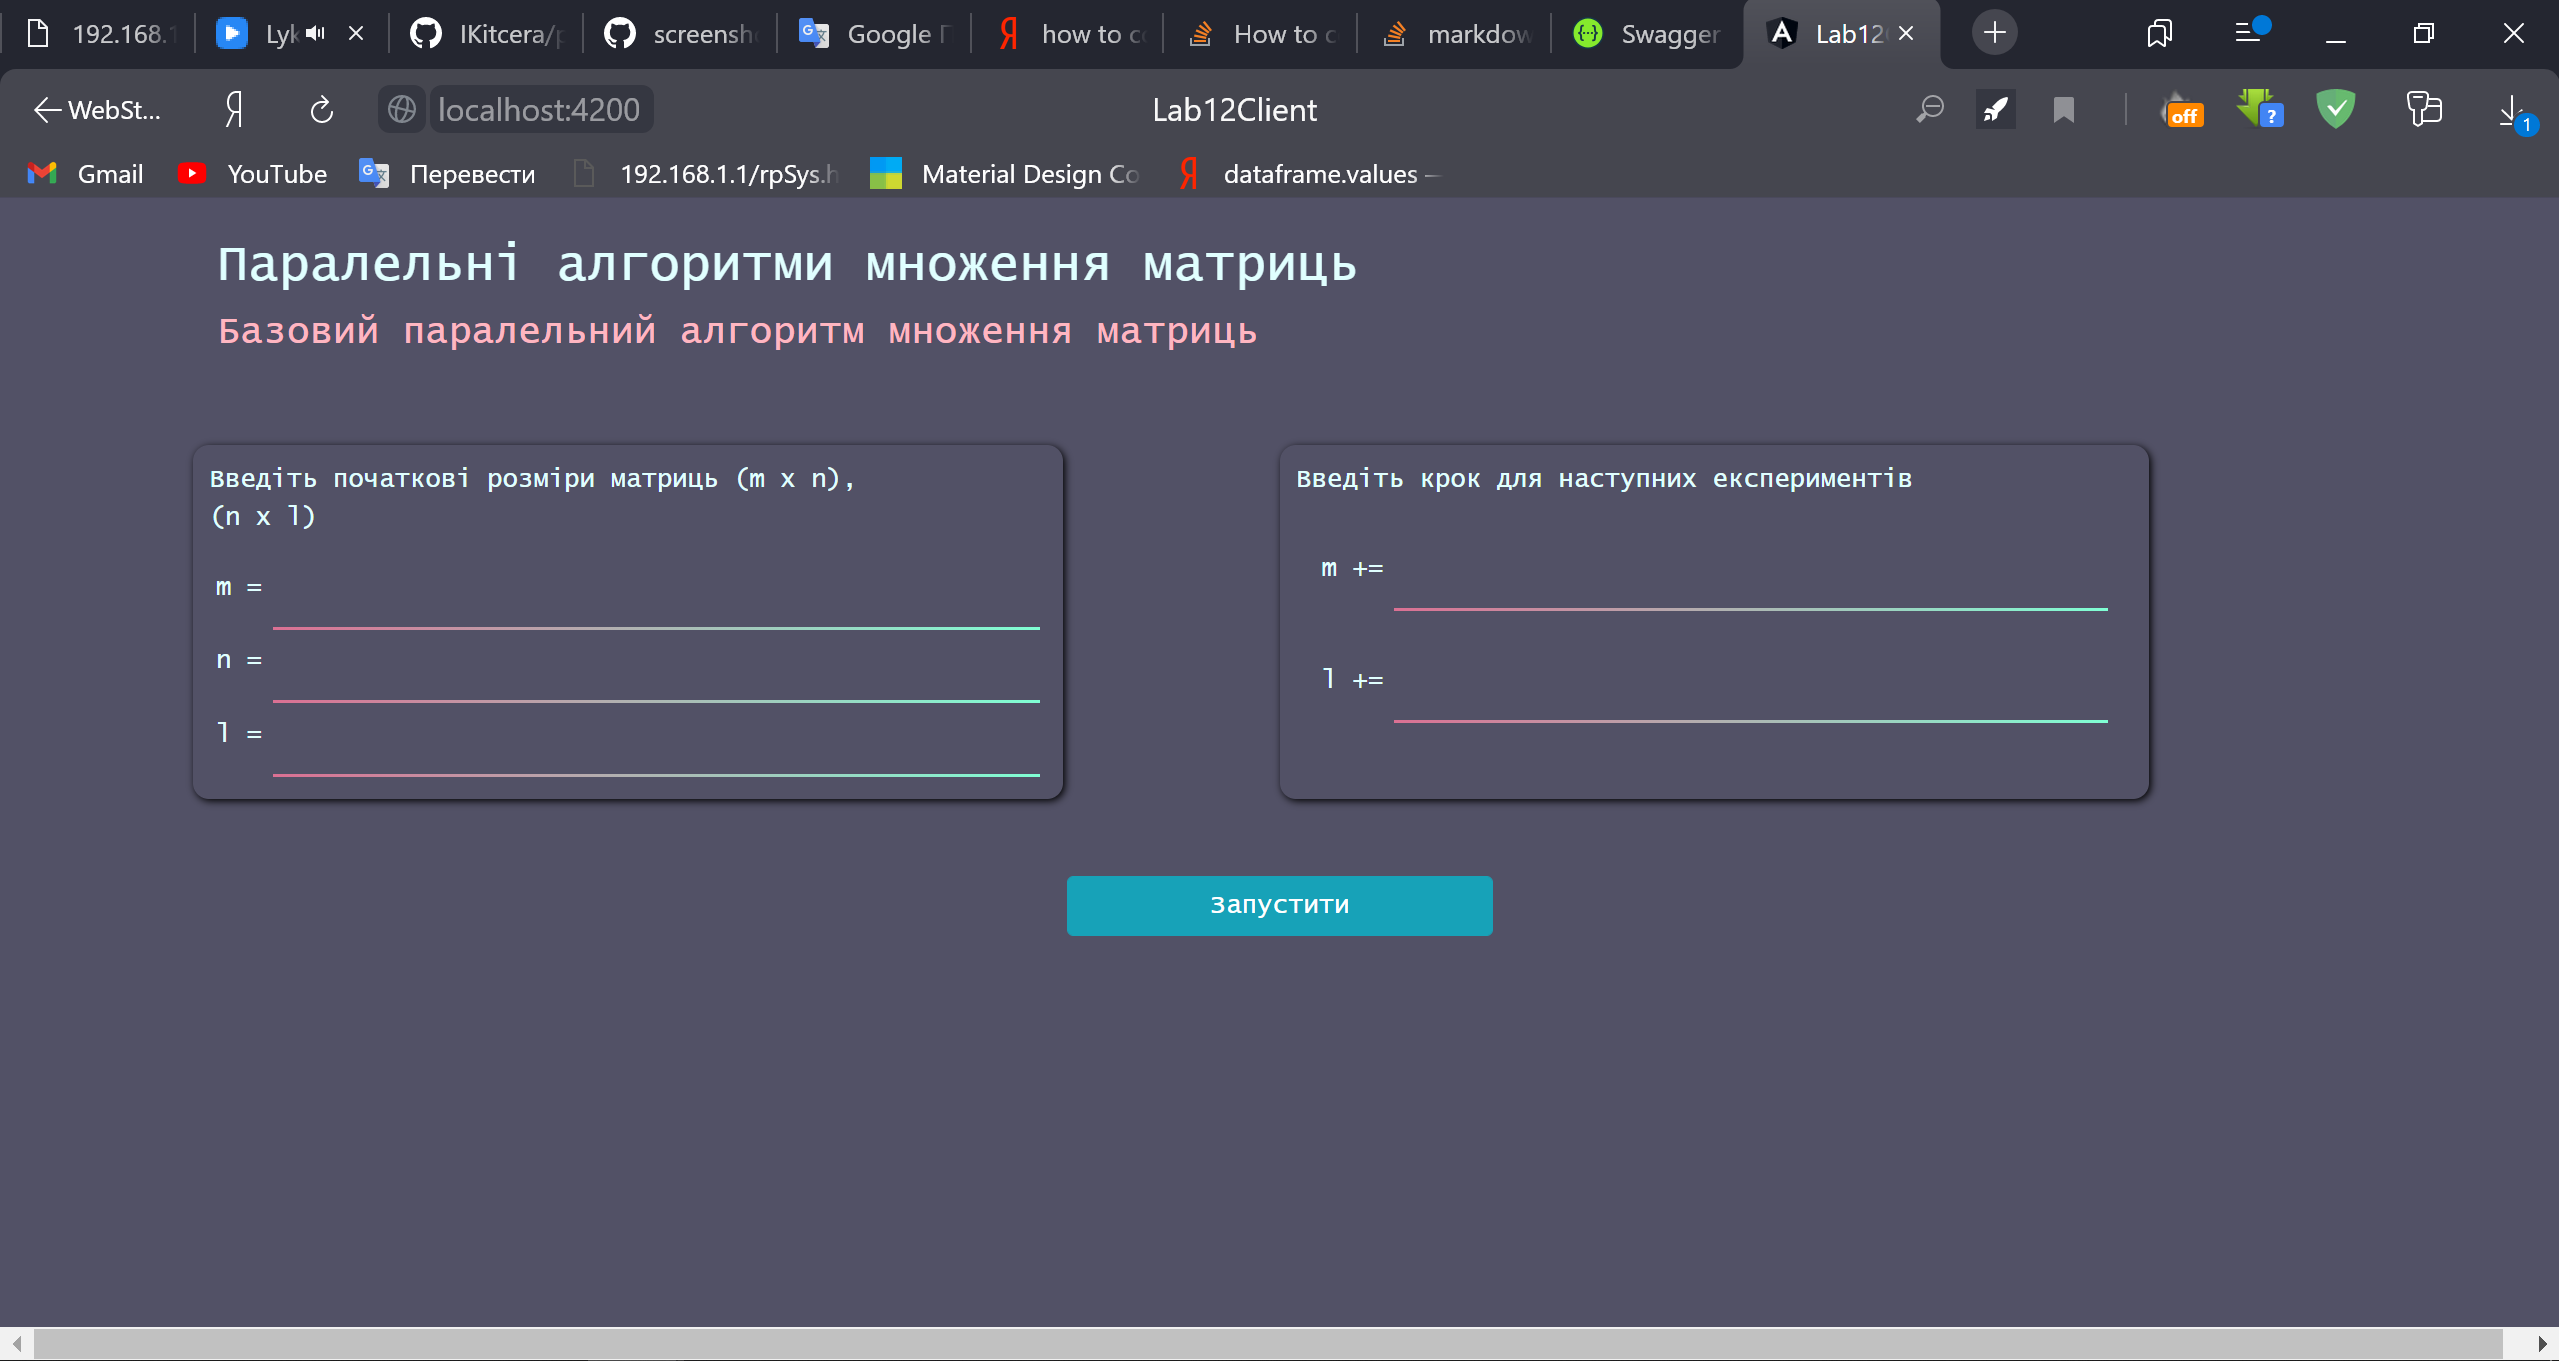 192.168.1
Lyk
IKitcera/p
screensh
Google
how to c
How to c
markdow
Swagger
Lab12
WebSt...
localhost:4200
Lab12Client
off
?
1
Gmail
YouTube
Перевести
192.168.1.1/rpSys.h
Material Design Co
dataframe.values —
Паралельні алгоритми множення матриць
Базовий паралельний алгоритм множення матриць
Введіть початкові розміри матриць (m x n),
(n x l)
m =
n =
l =
Введіть крок для наступних експериментів
m +=
l +=
Запустити